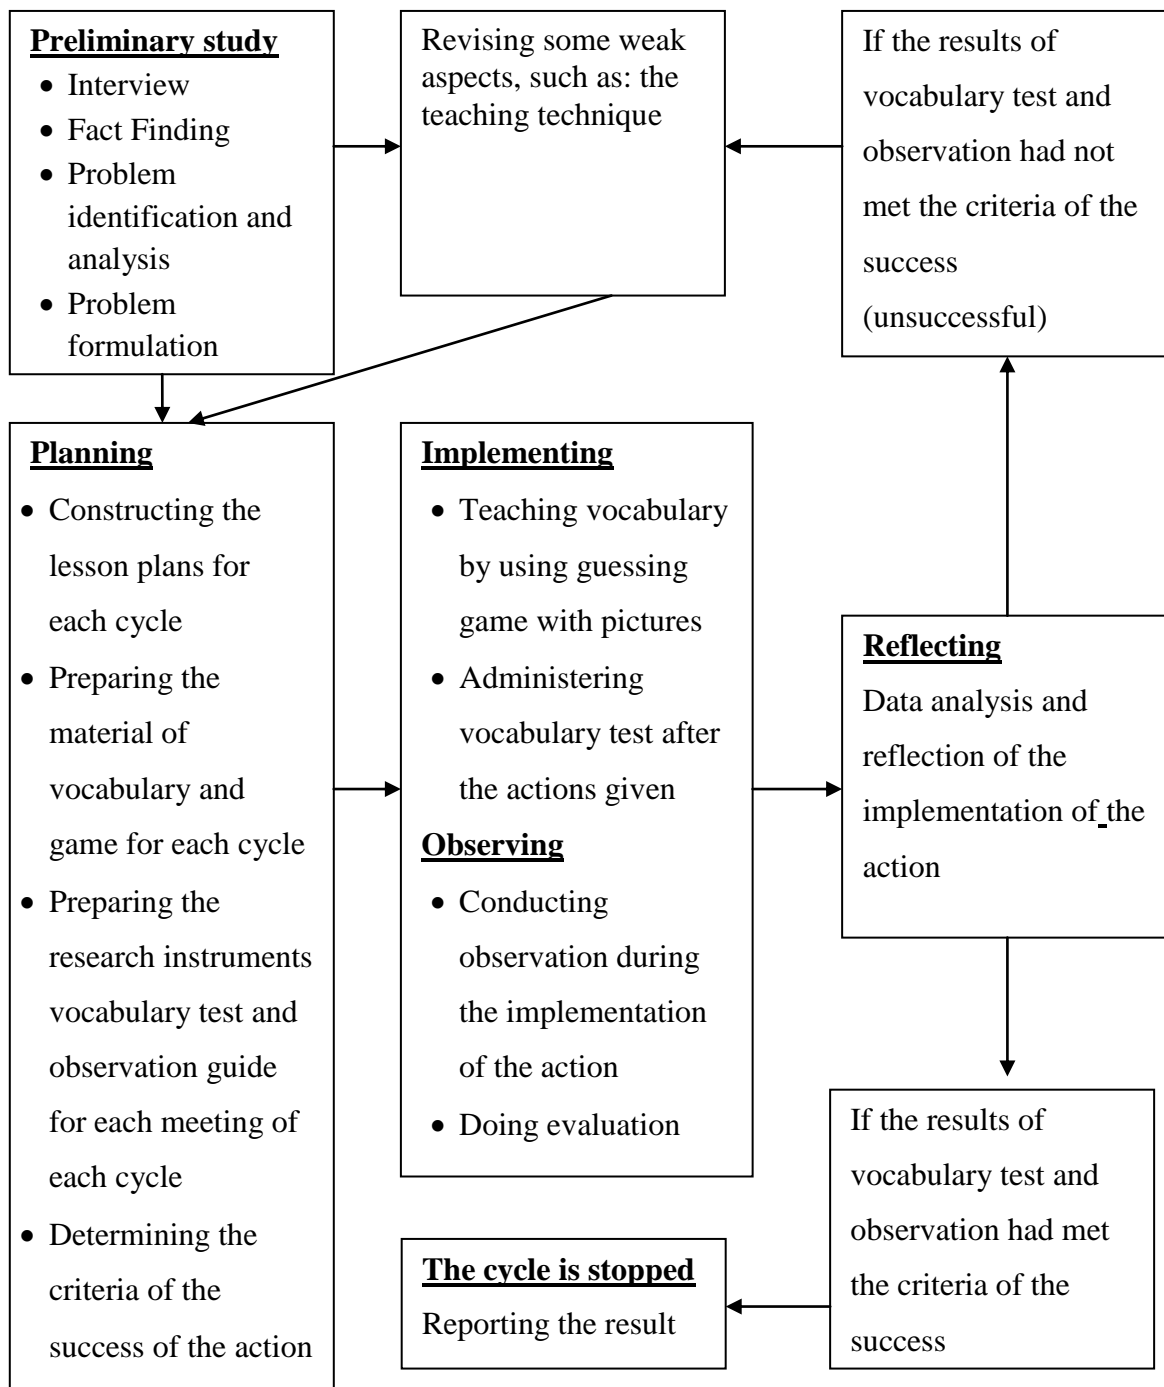 Preliminary study
• Interview
• Fact Finding
• Problem
identification and
analysis
• Problem
formulation
Revising some weak
aspects, such as: the
teaching technique
If the results of
vocabulary test and
observation had not
met the criteria of the
success
(unsuccessful)
Planning
• Constructing the
lesson plans for
each cycle
• Preparing the
material of
vocabulary and
game for each cycle
• Preparing the
research instruments
vocabulary test and
observation guide
for each meeting of
each cycle
• Determining the
criteria of the
success of the action
Implementing
• Teaching vocabulary
by using guessing
game with pictures
• Administering
vocabulary test after
the actions given
Observing
• Conducting
observation during
the implementation
of the action
• Doing evaluation
Reflecting
Data analysis and
reflection of the
implementation of the
action
If the results of
vocabulary test and
observation had met
the criteria of the
success
The cycle is stopped
Reporting the result